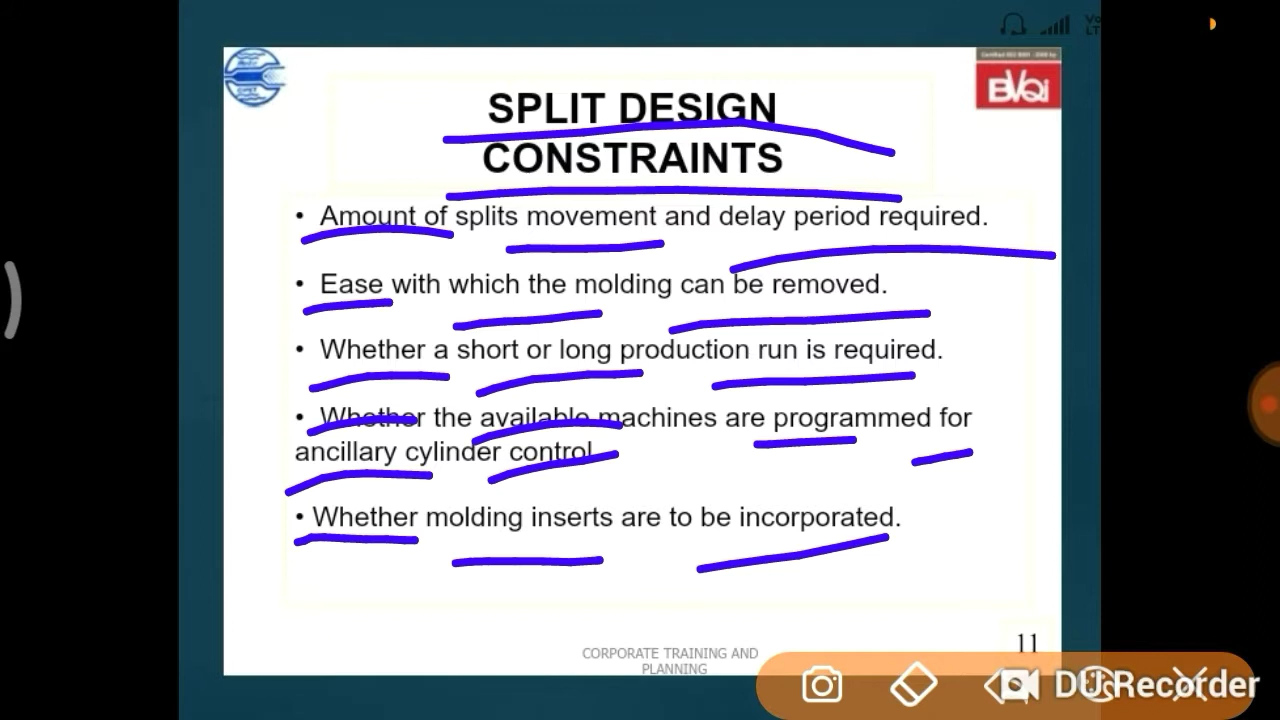 Vo
LTE
BVQi
SPLIT DESIGN
CONSTRAINTS
• Amount of splits movement and delay period required.
• Ease with which the molding can be removed.
• Whether a short or long production run is required.
• Whether the available machines are programmed for
ancillary cylinder control
• Whether molding inserts are to be incorporated.
CORPORATE TRAINING AND
PLANNING
11
DU Recorder